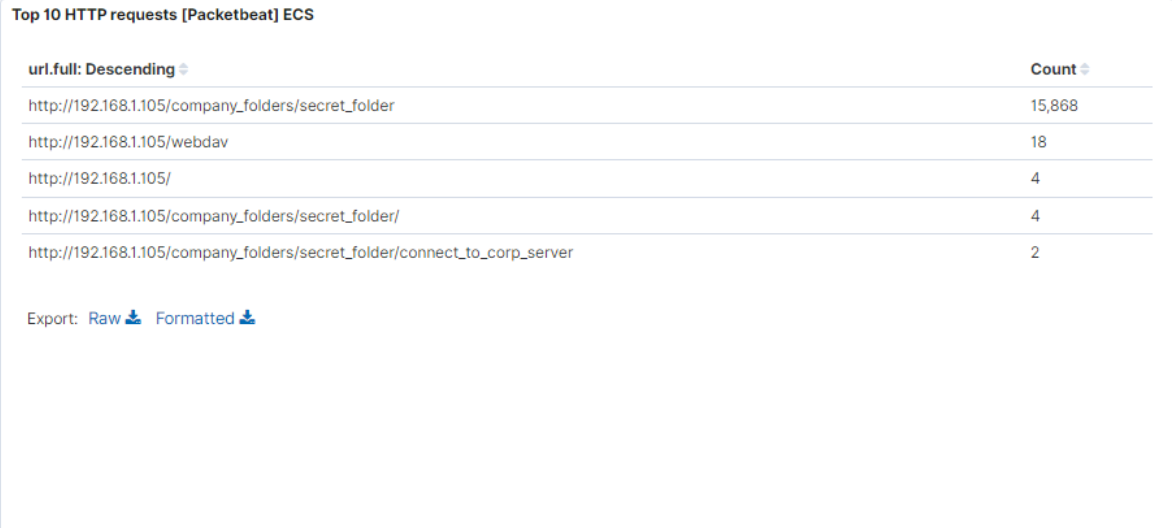 Top 10 HTTP requests [Packetbeat] ECS
url.full: Descending Count
http://192.168.1.105/company_folders/secret_folder 15,868
http://192.168.1.105/webdav 18
http://192.168.1.105/ 4
http://192.168.1.105/company_folders/secret_folder/ 4
http://192.168.1.105/company_folders/secret_folder/connect_to_corp_server 2
Export: Raw Formatted